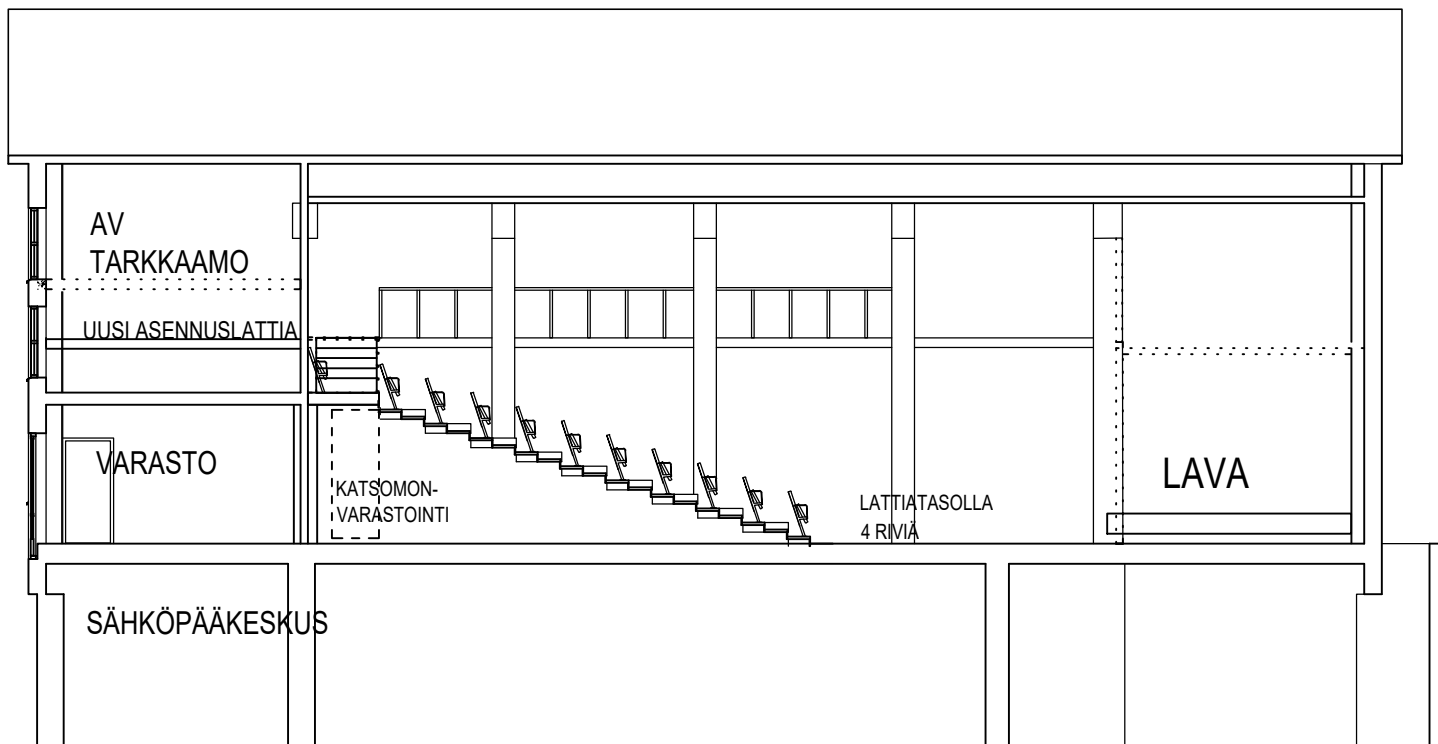 AV
TARKKAAMO
UUSI ASENNUSLATTIA
VARASTO
KATSOMON-
VARASTOINTI
LATTIATASOLLA
4 RIVIÄ
LAVA
SÄHKÖPÄÄKESKUS